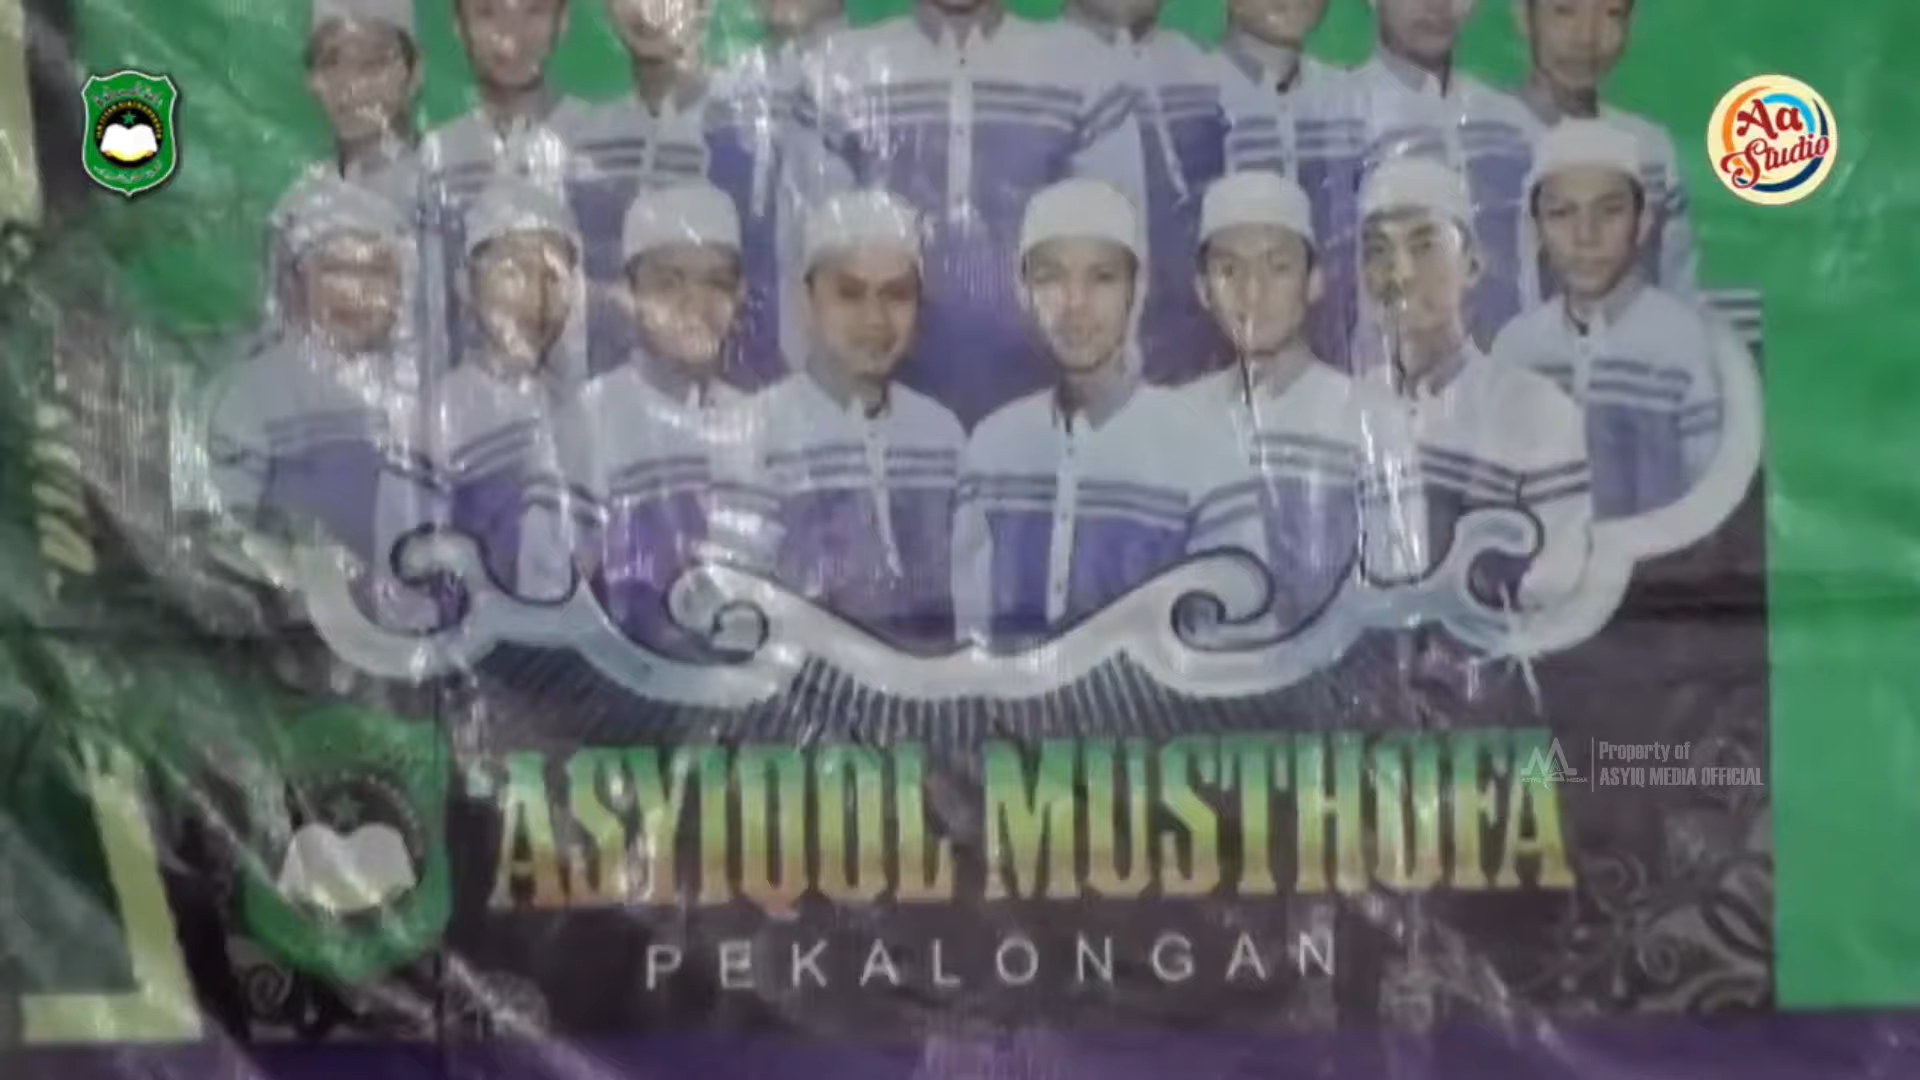 Aa
Studio
ASYIQOL MUSTHOFA
Property of
ASYIQ MEDIA OFFICIAL
PEKALONGAN